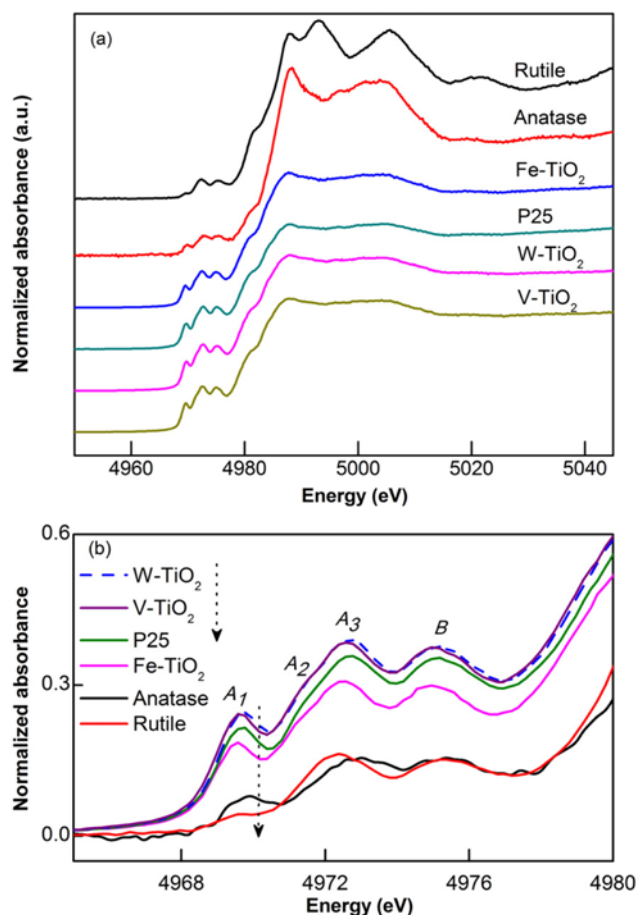 (a)
Rutile
Anatase
Fe-TiO₂
P25
W-TiO₂
V-TiO₂
Normalized absorbance (a.u.)
4960 4980 5000 5020 5040
Energy (eV)
(b)
0.6
0.3
0.0
W-TiO₂
V-TiO₂
P25
Fe-TiO₂
Anatase
Rutile
A₁ A₂ A₃ B
Normalized absorbance
4968 4972 4976 4980
Energy (eV)